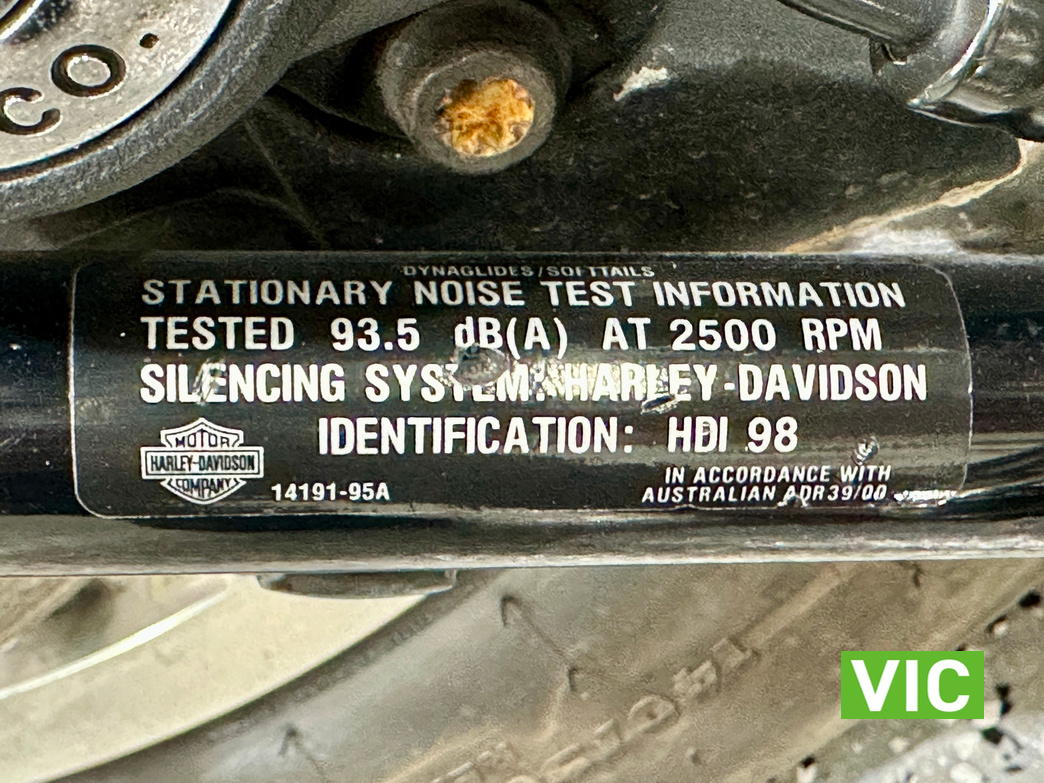 CO.
DYNAGLIDES/SOFTTAILS
STATIONARY NOISE TEST INFORMATION
TESTED 93.5 dB(A) AT 2500 RPM
SILENCING SYSTEM: HARLEY-DAVIDSON
IDENTIFICATION: HDI 98
MOTOR
HARLEY-DAVIDSON
COMPANY
14191-95A
IN ACCORDANCE WITH
AUSTRALIAN ADR39/00
VIC